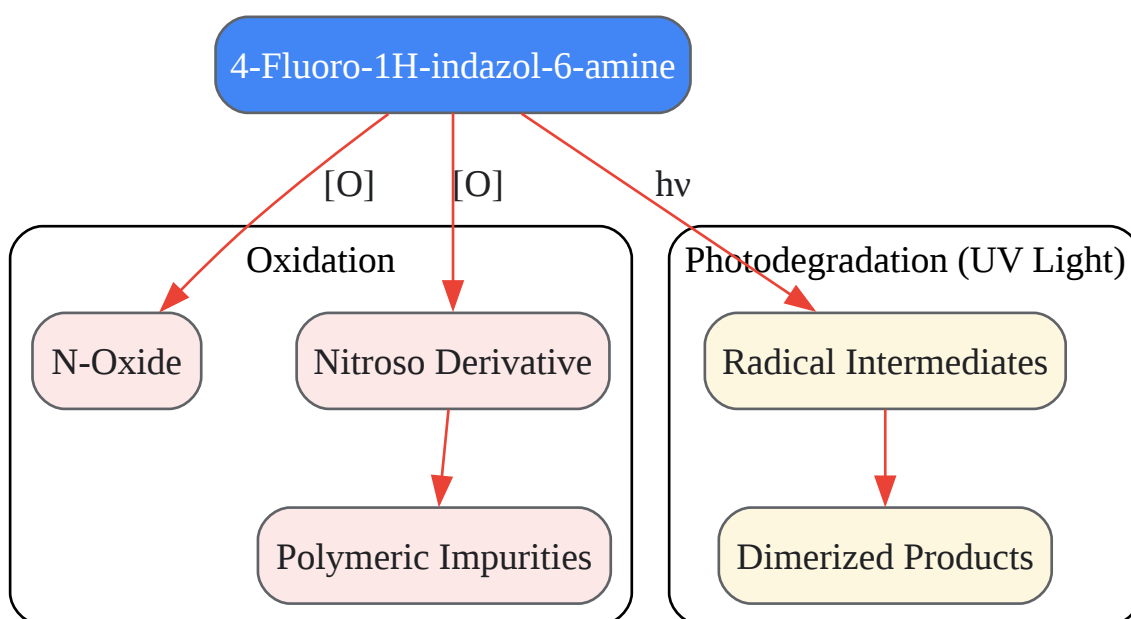 4-Fluoro-1H-indazol-6-amine
[O]
[O]
hν
Oxidation
Photodegradation (UV Light)
N-Oxide
Nitroso Derivative
Radical Intermediates
Polymeric Impurities
Dimerized Products